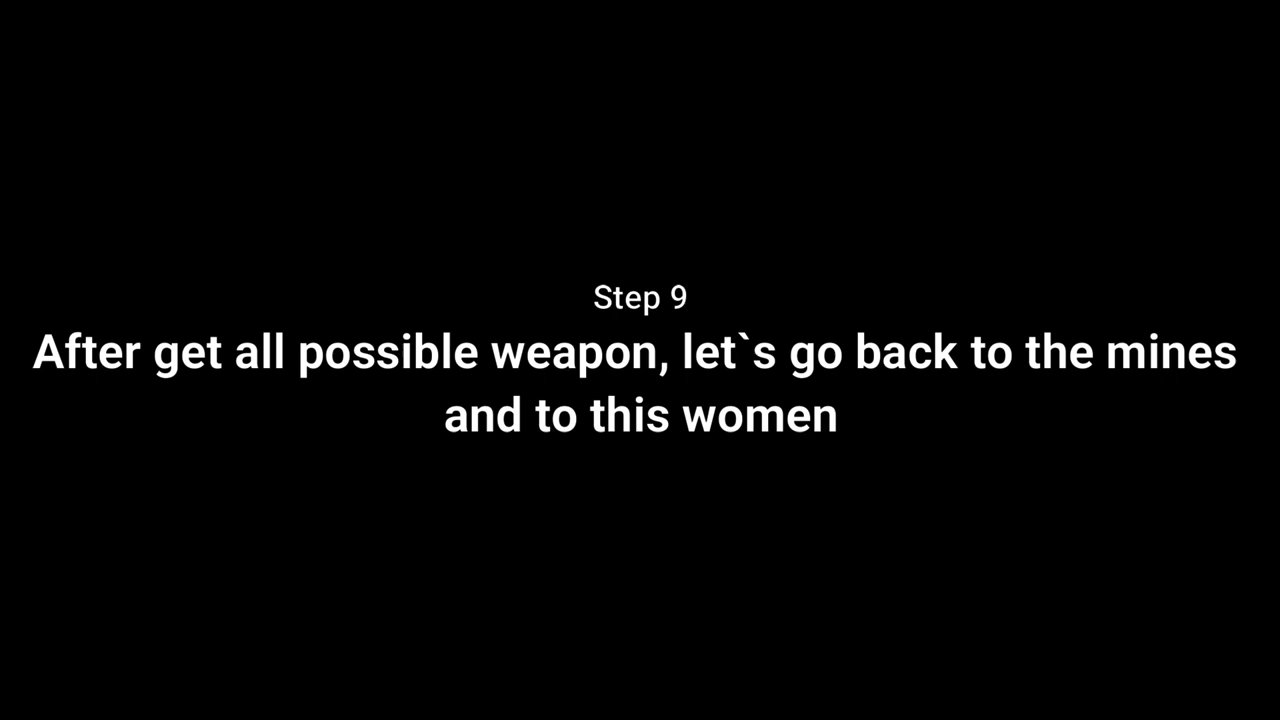 Step 9
After get all possible weapon, let`s go back to the mines
and to this women